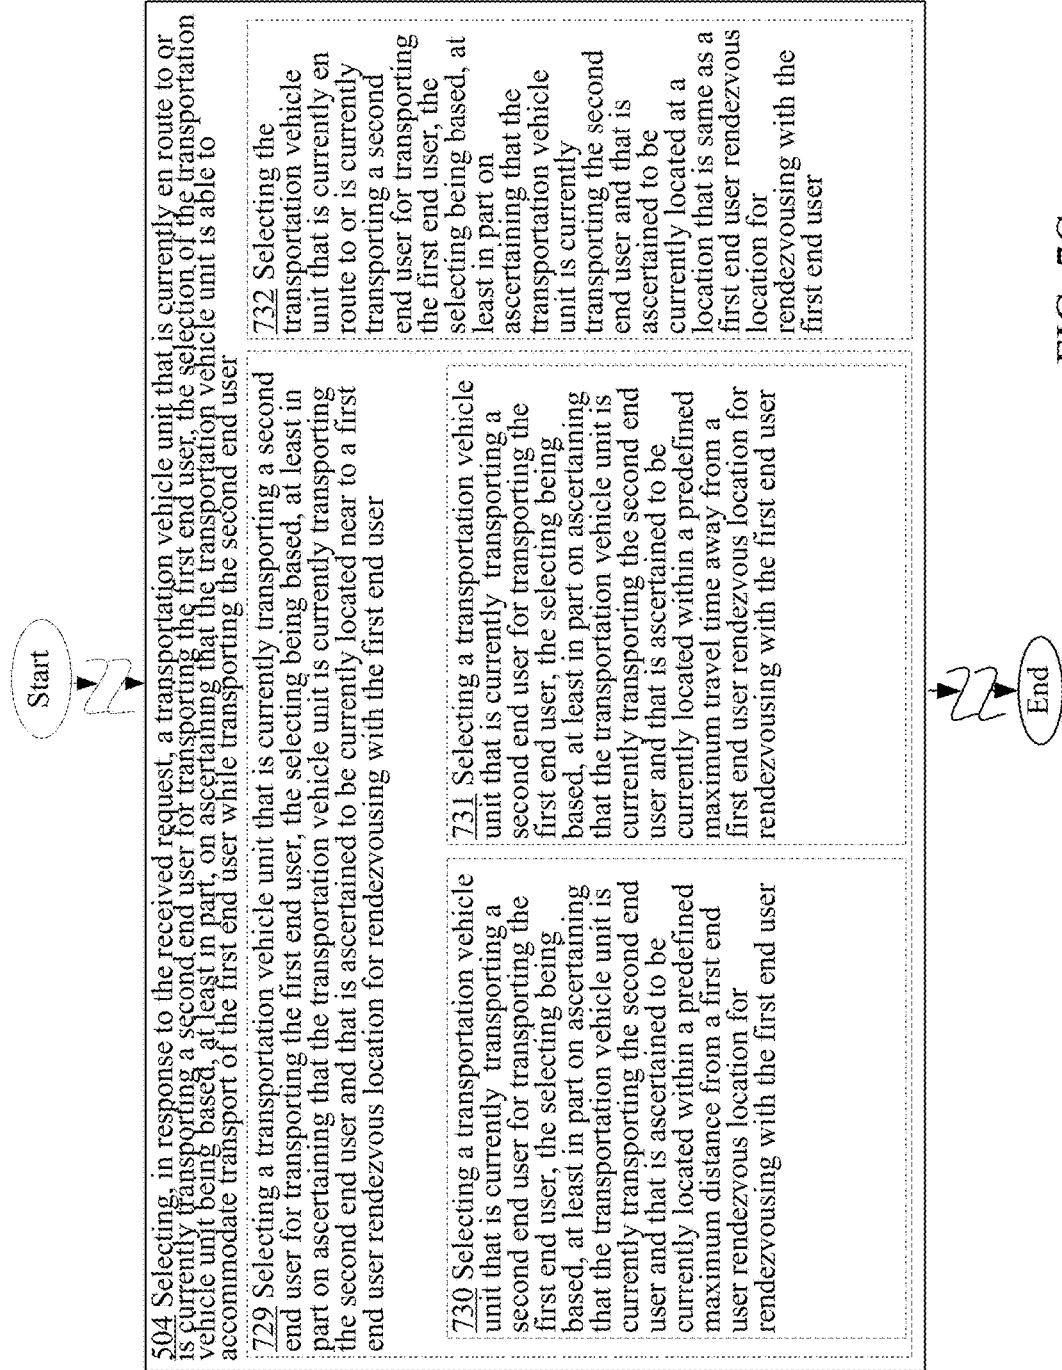 Start
504 Selecting, in response to the received request, a transportation vehicle unit that is currently en route to or
is currently transporting a second end user for transporting the first end user, the selection of the transportation
vehicle unit being based, at least in part, on ascertaining that the transportation vehicle unit is able to
accommodate transport of the first end user while transporting the second end user
729 Selecting a transportation vehicle unit that is currently transporting a second
end user for transporting the first end user, the selecting being based, at least in
part on ascertaining that the transportation vehicle unit is currently transporting
the second end user and that is ascertained to be currently located near to a first
end user rendezvous location for rendezvousing with the first end user
730 Selecting a transportation vehicle
unit that is currently transporting a
second end user for transporting the
first end user, the selecting being
based, at least in part on ascertaining
that the transportation vehicle unit is
currently transporting the second end
user and that is ascertained to be
currently located within a predefined
maximum distance from a first end
user rendezvous location for
rendezvousing with the first end user
731 Selecting a transportation vehicle
unit that is currently transporting a
second end user for transporting the
first end user, the selecting being
based, at least in part on ascertaining
that the transportation vehicle unit is
currently transporting the second end
user and that is ascertained to be
currently located within a predefined
maximum travel time away from a
first end user rendezvous location for
rendezvousing with the first end user
732 Selecting the
transportation vehicle
unit that is currently en
route to or is currently
transporting a second
end user for transporting
the first end user, the
selecting being based, at
least in part on
ascertaining that the
transportation vehicle
unit is currently
transporting the second
end user and that is
ascertained to be
currently located at a
location that is same as a
first end user rendezvous
location for
rendezvousing with the
first end user
End